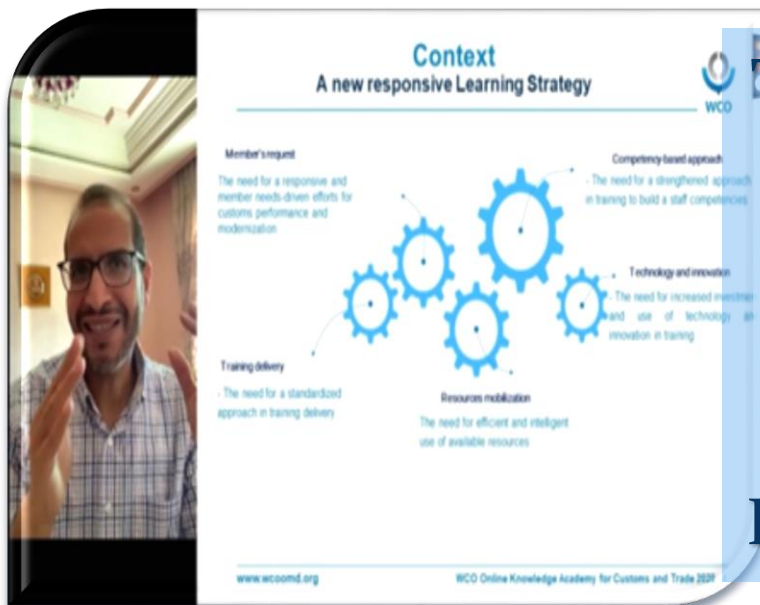 Context
A new responsive Learning Strategy
WCO
Member's request
The need for a responsive and
member needs-driven efforts for
customs performance and
modernization
Competency-based approach
- The need for a strengthened approach
in training to build a staff competencies
Technology and innovation
- The need for increased
and use of technology
innovation in training
Training delivery
- The need for a standardized
approach in training delivery
Resources mobilization
The need for efficient and intelligent
use of available resources
www.wcoomd.org
WCO Online Knowledge Academy for Customs and Trade